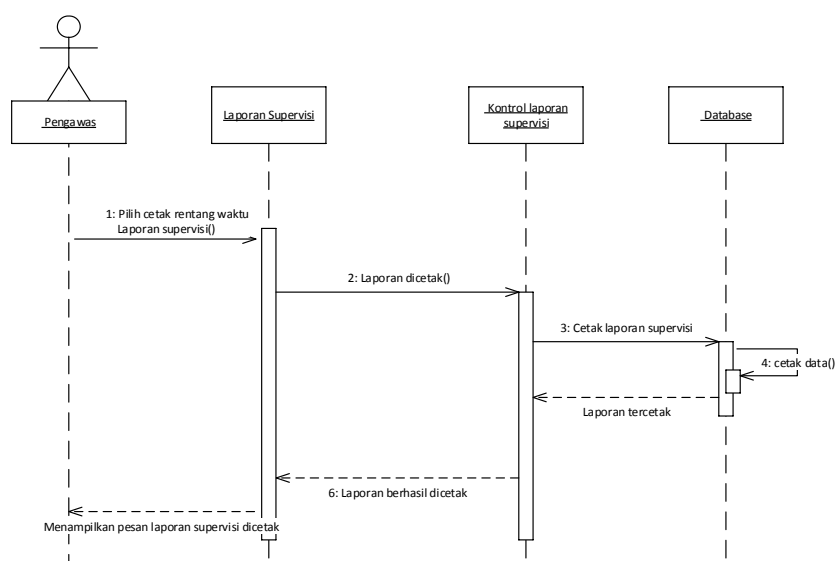 Pengawas
Laporan Supervisi
Kontrol laporan
supervisi
Database
1: Pilih cetak rentang waktu
Laporan supervisi()
2: Laporan dicetak()
3: Cetak laporan supervisi
4: cetak data()
Laporan tercetak
6: Laporan berhasil dicetak
Menampilkan pesan laporan supervisi dicetak